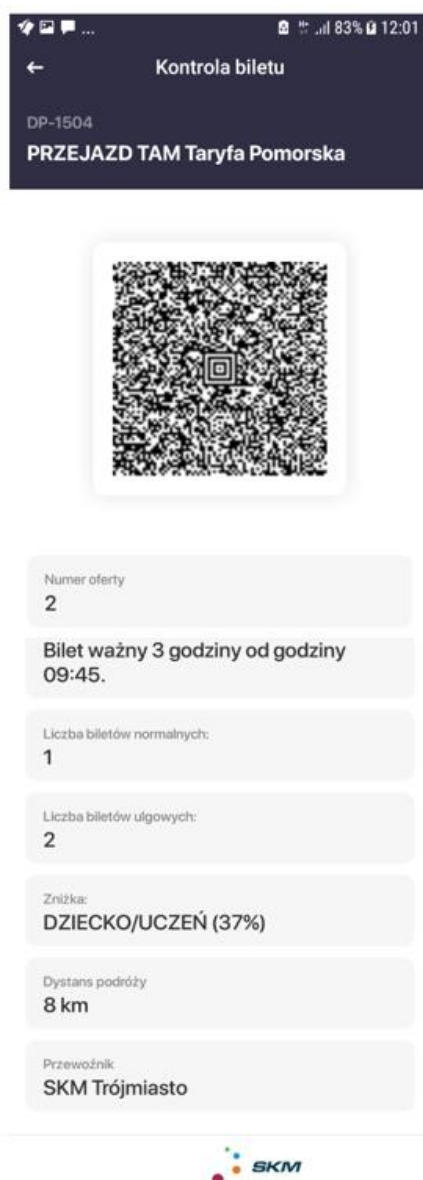 ... 83% 12:01
← Kontrola biletu
DP-1504
PRZEJAZD TAM Taryfa Pomorska
Numer oferty
2
Bilet ważny 3 godziny od godziny
09:45.
Liczba biletów normalnych:
1
Liczba biletów ulgowych:
2
Zniżka:
DZIECKO/UCZEŃ (37%)
Dystans podróży
8 km
Przewoźnik
SKM Trójmiasto
SKM